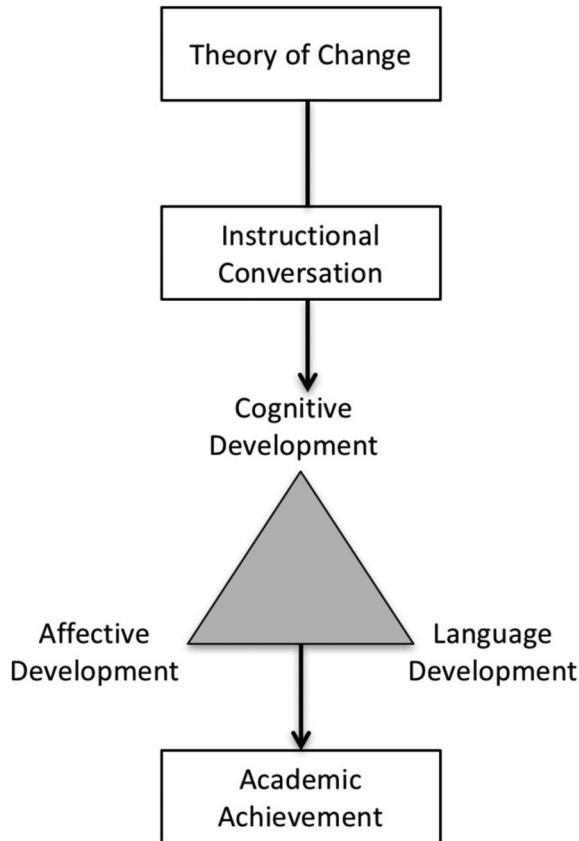 Theory of Change
Instructional
Conversation
Cognitive
Development
Affective
Development
Language
Development
Academic
Achievement